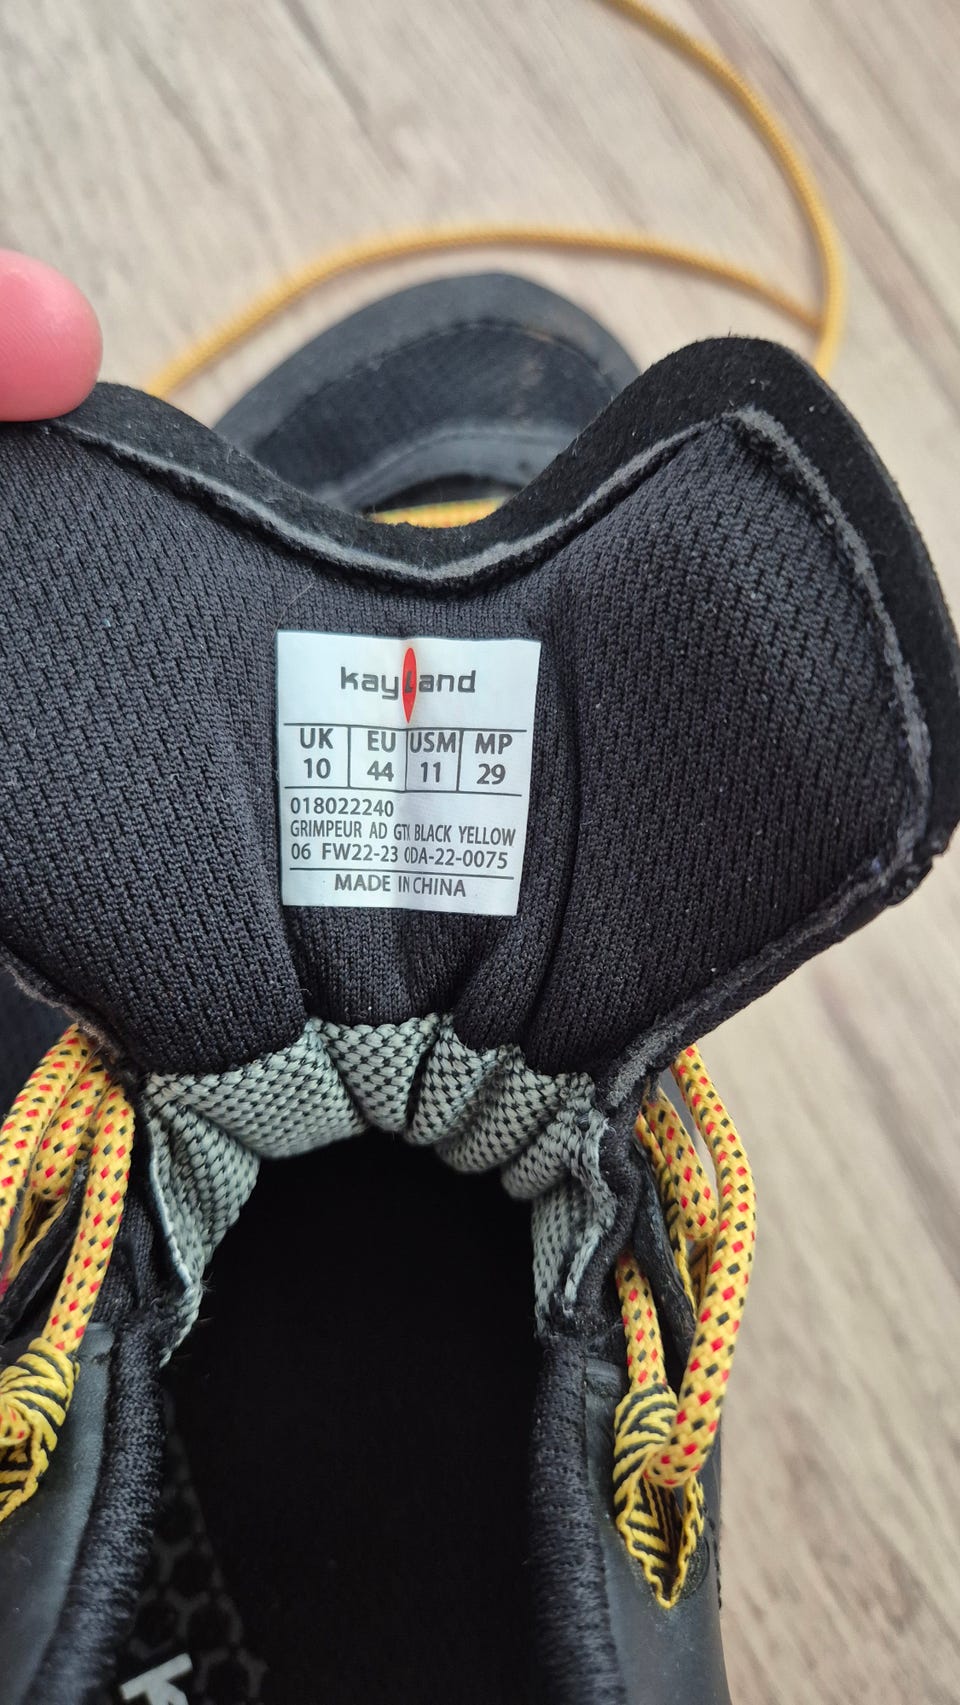 kayland
UK EU USM MP
10 44 11 29
018022240
GRIMPEUR AD GTX BLACK YELLOW
06 FW22-23 ODA-22-0075
MADE IN CHINA
K